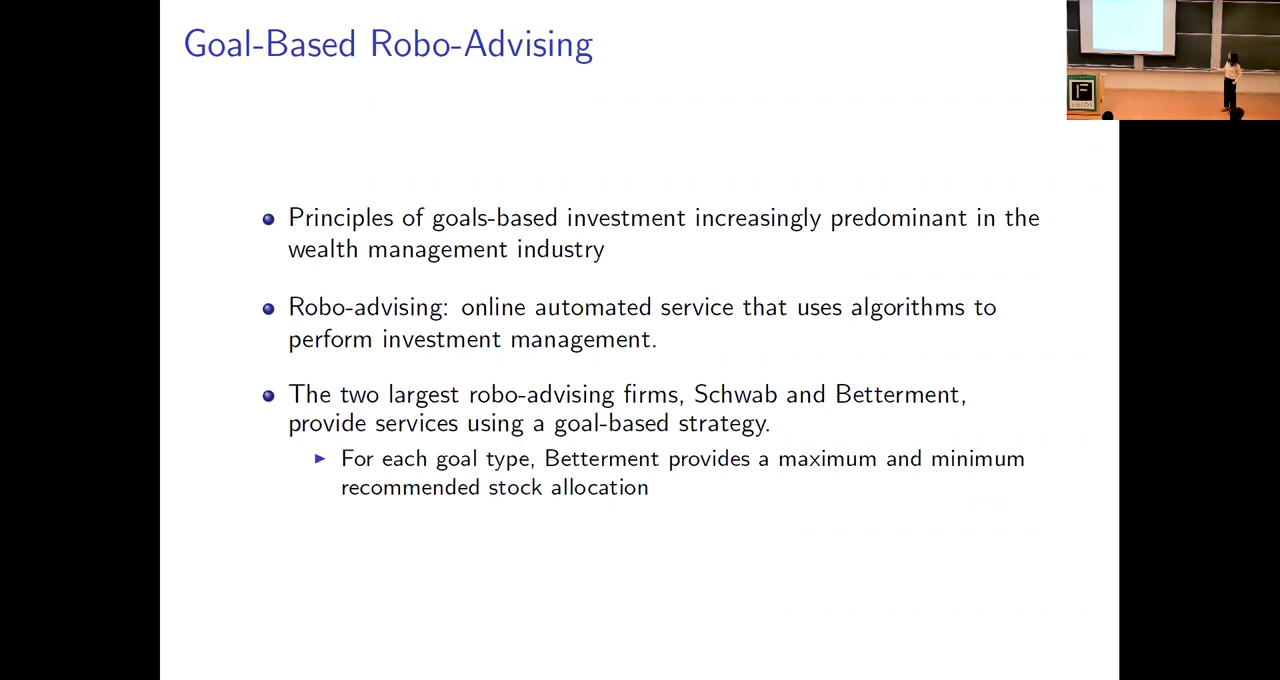 Goal-Based Robo-Advising
Principles of goals-based investment increasingly predominant in the
wealth management industry
Robo-advising: online automated service that uses algorithms to
perform investment management.
The two largest robo-advising firms, Schwab and Betterment,
provide services using a goal-based strategy.
For each goal type, Betterment provides a maximum and minimum
recommended stock allocation
F
FIELDS